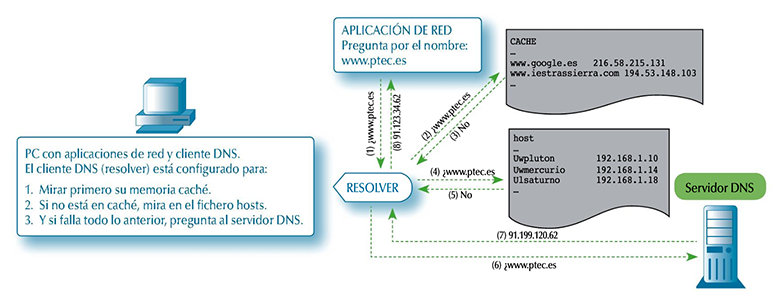 PC con aplicaciones de red y cliente DNS.
El cliente DNS (resolver) está configurado para:
1. Mirar primero su memoria caché.
2. Si no está en caché, mira en el fichero hosts.
3. Y si falla todo lo anterior, pregunta al servidor DNS.
APLICACIÓN DE RED
Pregunta por el nombre:
www.ptec.es
(1) ¿www.ptec.es
(8) 91.123.34.62
(2) ¿www.ptec.es
(3) No
CACHE
…
www.google.es 216.58.215.131
www.iestrassierra.com 194.53.148.103
…
RESOLVER
(4) ¿www.ptec.es
(5) No
host
…
Uwpluton 192.168.1.10
Uwmercurio 192.168.1.14
Ulsaturno 192.168.1.18
…
Servidor DNS
(7) 91.199.120.62
(6) ¿www.ptec.es